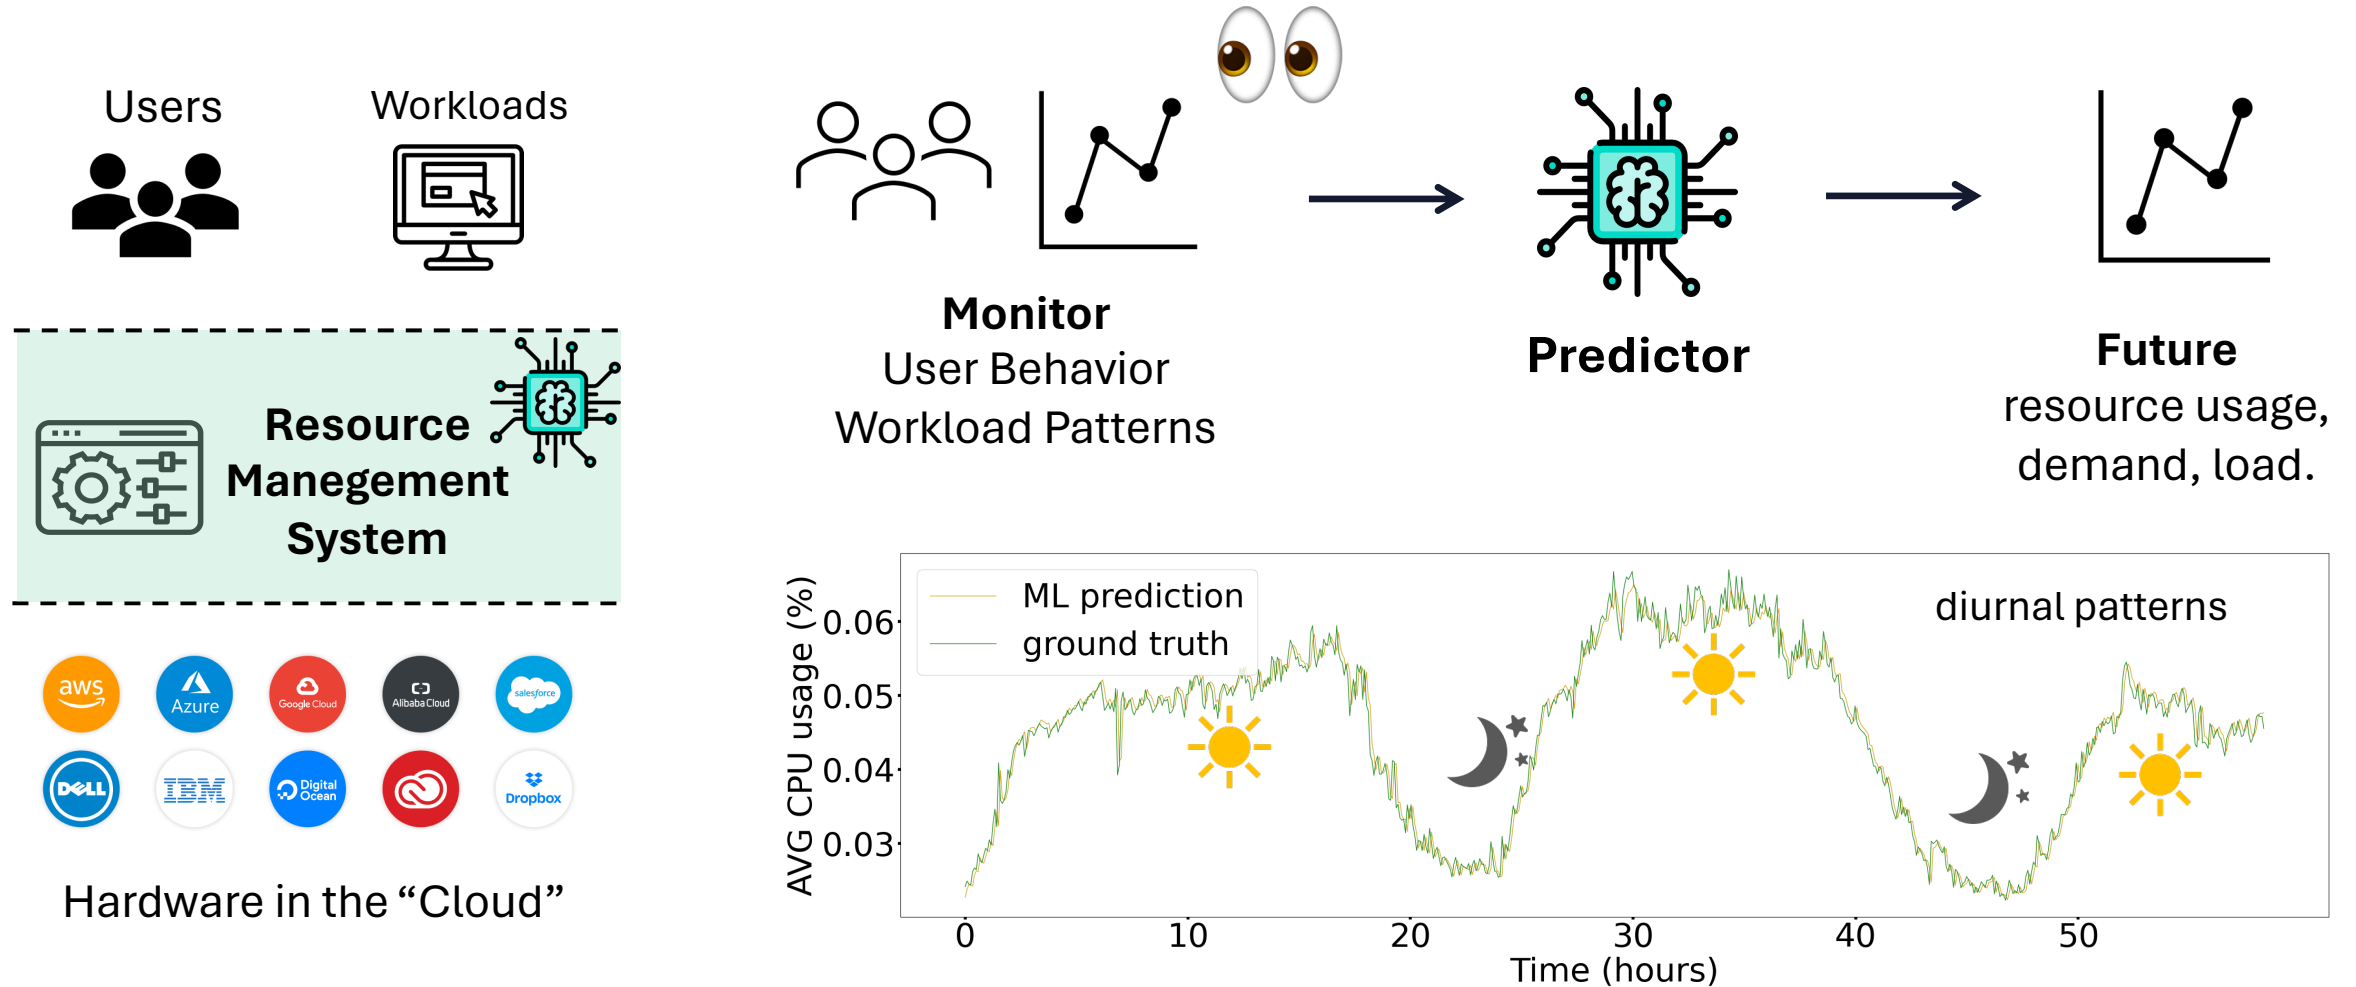 Users
Workloads
Resource
Manegement
System
aws
Azure
Google Cloud
Alibaba Cloud
salesforce
DELL
IBM
Digital
Ocean
Dropbox
Hardware in the “Cloud”
Monitor
User Behavior
Workload Patterns
Predictor
Future
resource usage,
demand, load.
ML prediction
ground truth
diurnal patterns
AVG CPU usage (%)
0.06
0.05
0.04
0.03
0
10
20
30
40
50
Time (hours)